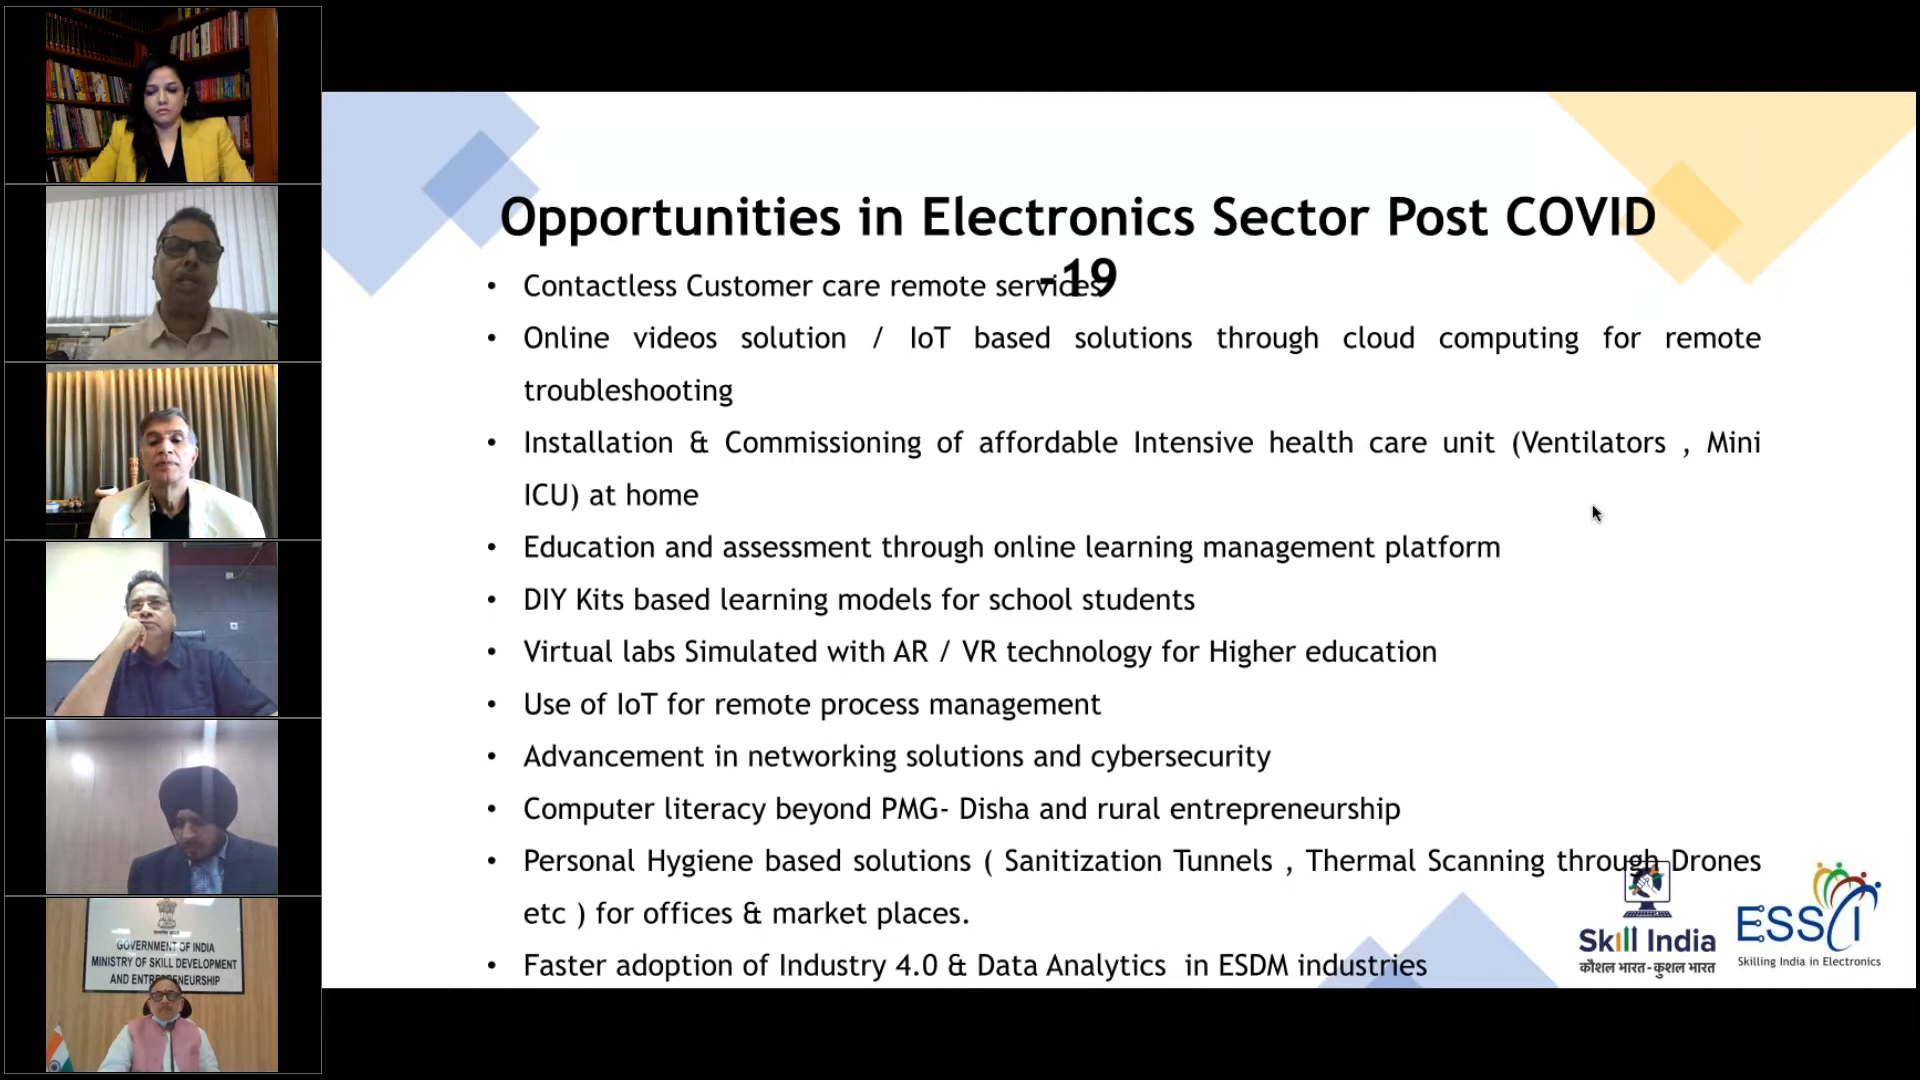 Opportunities in Electronics Sector Post COVID
-19
• Contactless Customer care remote services
• Online videos solution / IoT based solutions through cloud computing for remote
troubleshooting
• Installation & Commissioning of affordable Intensive health care unit (Ventilators , Mini
ICU) at home
• Education and assessment through online learning management platform
• DIY Kits based learning models for school students
• Virtual labs Simulated with AR / VR technology for Higher education
• Use of IoT for remote process management
• Advancement in networking solutions and cybersecurity
• Computer literacy beyond PMG- Disha and rural entrepreneurship
• Personal Hygiene based solutions ( Sanitization Tunnels , Thermal Scanning through Drones
etc ) for offices & market places.
• Faster adoption of Industry 4.0 & Data Analytics in ESDM industries
Skill India
कौशल भारत-कुशल भारत
ESSCI
Skilling India in Electronics
GOVERNMENT OF INDIA
MINISTRY OF SKILL DEVELOPMENT
AND ENTREPRENEURSHIP